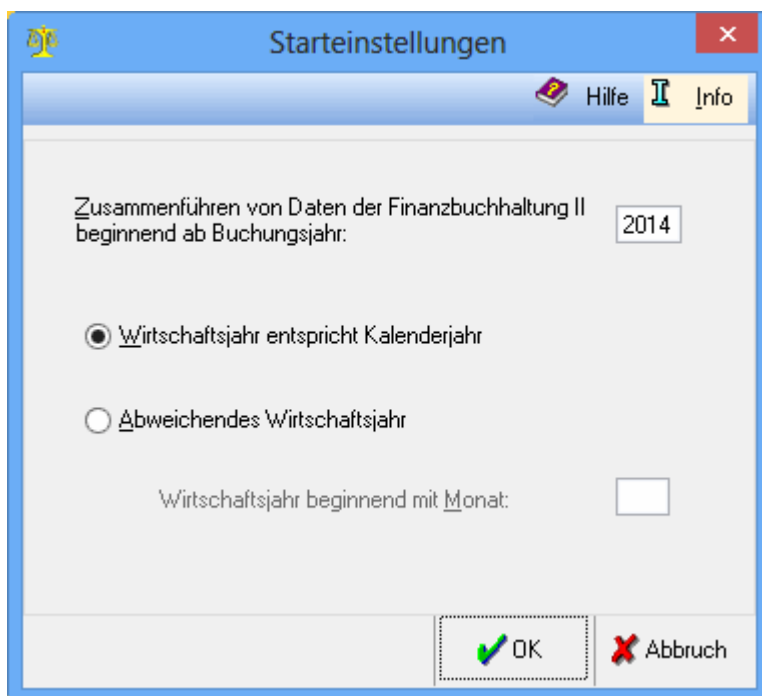 Starteinstellungen
Hilfe Info
Zusammenführen von Daten der Finanzbuchhaltung II
beginnend ab Buchungsjahr:
2014
Wirtschaftsjahr entspricht Kalenderjahr
Abweichendes Wirtschaftsjahr
Wirtschaftsjahr beginnend mit Monat:
OK Abbruch